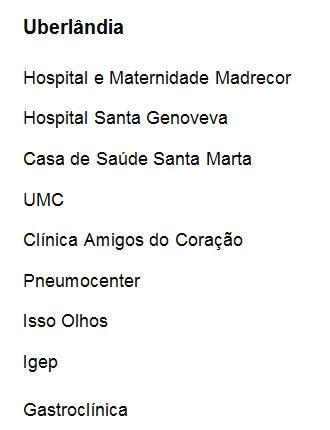 Uberlândia
Hospital e Maternidade Madrecor
Hospital Santa Genoveva
Casa de Saúde Santa Marta
UMC
Clínica Amigos do Coração
Pneumocenter
Isso Olhos
Igep
Gastroclínica